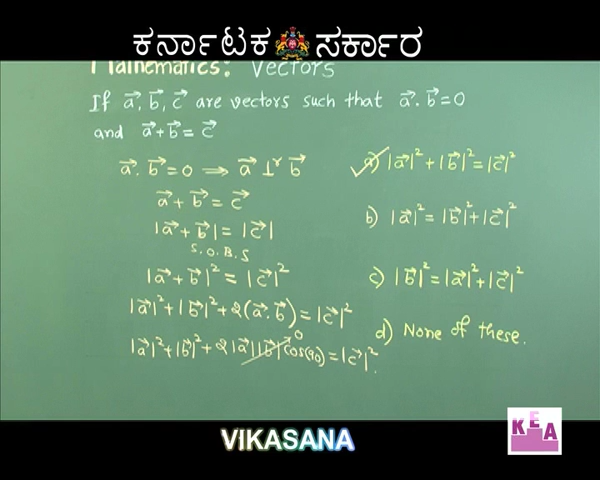 ಕರ್ನಾಟಕ ಸರ್ಕಾರ
Mathematics: Vectors
If a⃗, b⃗, c⃗ are vectors such that a⃗ . b⃗ = 0
and a⃗ + b⃗ = c⃗
a⃗ . b⃗ = 0 ⟹ a⃗ ⊥ʳ b⃗
a⃗ + b⃗ = c⃗
|a⃗ + b⃗| = |c⃗|
S.O.B.S
|a⃗ + b⃗|² = |c⃗|²
|a⃗|² + |b⃗|² + 2(a⃗ . b⃗) = |c⃗|²
|a⃗|² + |b⃗|² + 2|a⃗||b⃗| cos(90) = |c⃗|².
0
a) |a⃗|² + |b⃗|² = |c⃗|²
b) |a⃗|² = |b⃗|² + |c⃗|²
c) |b⃗|² = |a⃗|² + |c⃗|²
d) None of these.
VIKASANA
KEA